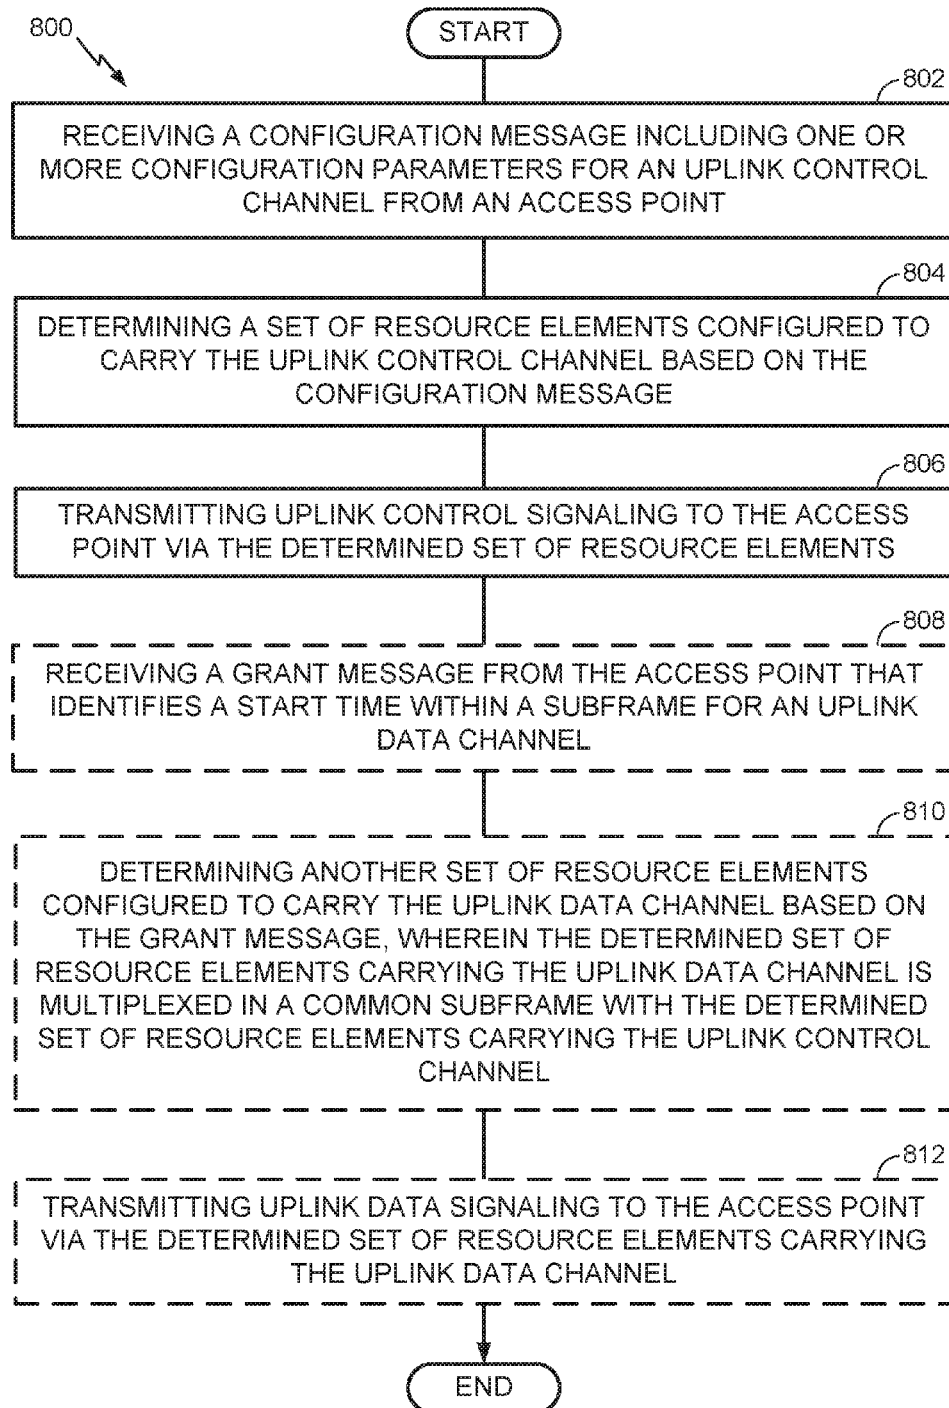 800
START
802
RECEIVING A CONFIGURATION MESSAGE INCLUDING ONE OR
MORE CONFIGURATION PARAMETERS FOR AN UPLINK CONTROL
CHANNEL FROM AN ACCESS POINT
804
DETERMINING A SET OF RESOURCE ELEMENTS CONFIGURED TO
CARRY THE UPLINK CONTROL CHANNEL BASED ON THE
CONFIGURATION MESSAGE
806
TRANSMITTING UPLINK CONTROL SIGNALING TO THE ACCESS
POINT VIA THE DETERMINED SET OF RESOURCE ELEMENTS
808
RECEIVING A GRANT MESSAGE FROM THE ACCESS POINT THAT
IDENTIFIES A START TIME WITHIN A SUBFRAME FOR AN UPLINK
DATA CHANNEL
810
DETERMINING ANOTHER SET OF RESOURCE ELEMENTS
CONFIGURED TO CARRY THE UPLINK DATA CHANNEL BASED ON
THE GRANT MESSAGE, WHEREIN THE DETERMINED SET OF
RESOURCE ELEMENTS CARRYING THE UPLINK DATA CHANNEL IS
MULTIPLEXED IN A COMMON SUBFRAME WITH THE DETERMINED
SET OF RESOURCE ELEMENTS CARRYING THE UPLINK CONTROL
CHANNEL
812
TRANSMITTING UPLINK DATA SIGNALING TO THE ACCESS POINT
VIA THE DETERMINED SET OF RESOURCE ELEMENTS CARRYING
THE UPLINK DATA CHANNEL
END